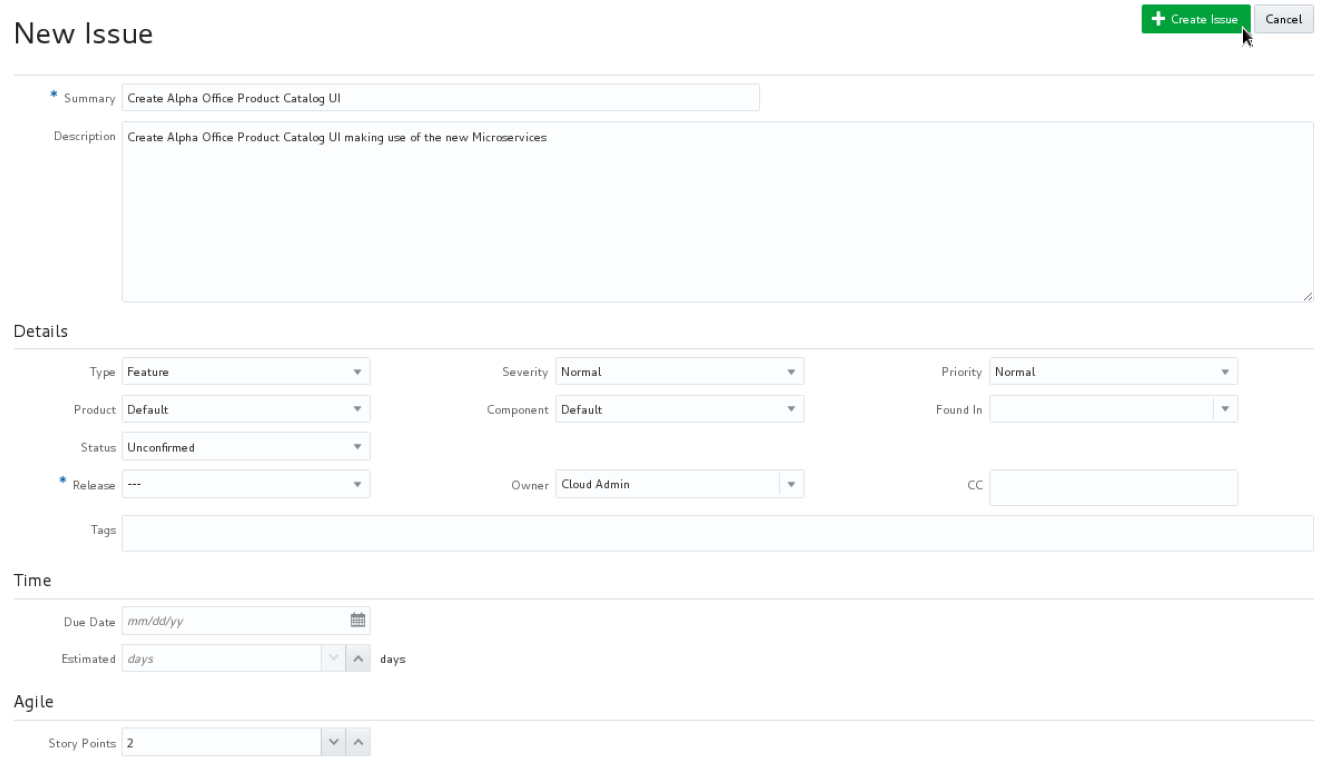 New Issue
Create Issue Cancel
* Summary Create Alpha Office Product Catalog UI
Description Create Alpha Office Product Catalog UI making use of the new Microservices
Details
Type Feature Severity Normal Priority Normal
Product Default Component Default Found In
Status Unconfirmed
* Release --- Owner Cloud Admin CC
Tags
Time
Due Date mm/dd/yy
Estimated days days
Agile
Story Points 2